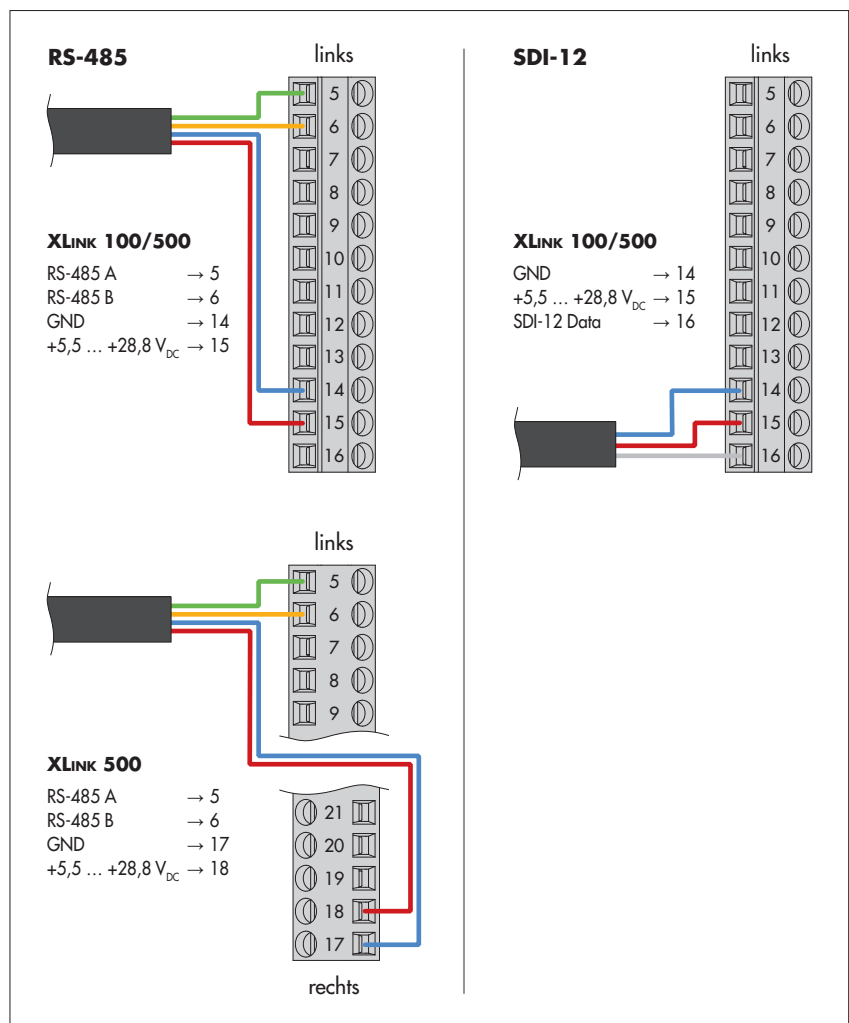 RS-485
links
5
6
7
8
9
10
11
12
13
14
15
16
XLINK 100/500
RS-485 A → 5
RS-485 B → 6
GND → 14
+5,5 … +28,8 VDC → 15
links
5
6
7
8
9
XLINK 500
RS-485 A → 5
RS-485 B → 6
GND → 17
+5,5 … +28,8 VDC → 18
21
20
19
18
17
rechts
SDI-12
links
5
6
7
8
9
10
11
12
13
14
15
16
XLINK 100/500
GND → 14
+5,5 … +28,8 VDC → 15
SDI-12 Data → 16